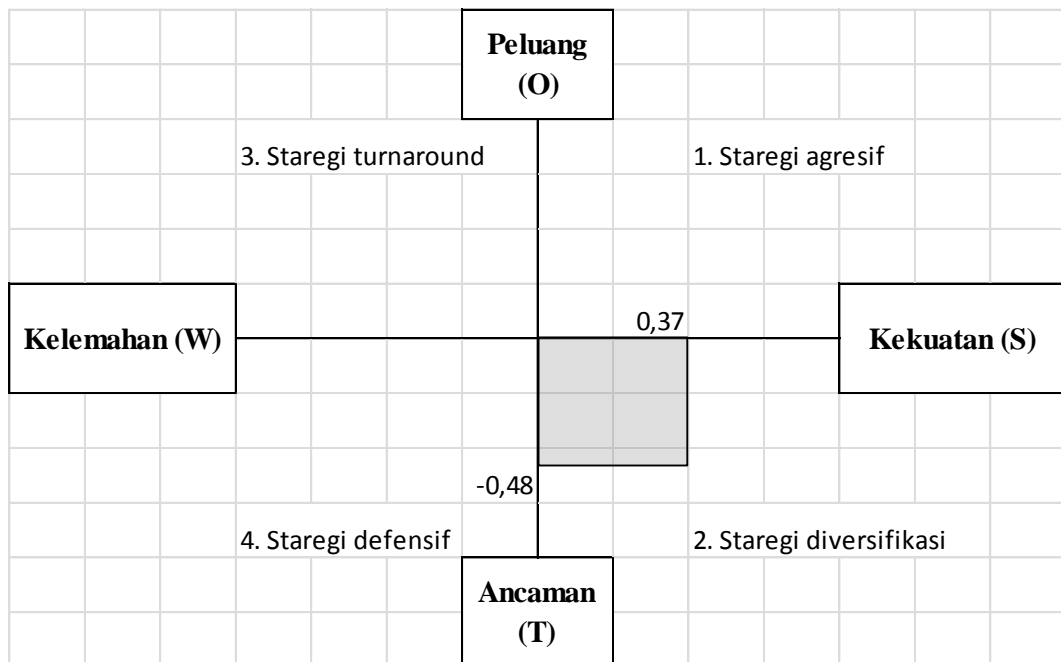 Peluang
(O)
3. Staregi turnaround
1. Staregi agresif
Kelemahan (W)
0,37
Kekuatan (S)
-0,48
4. Staregi defensif
2. Staregi diversifikasi
Ancaman
(T)